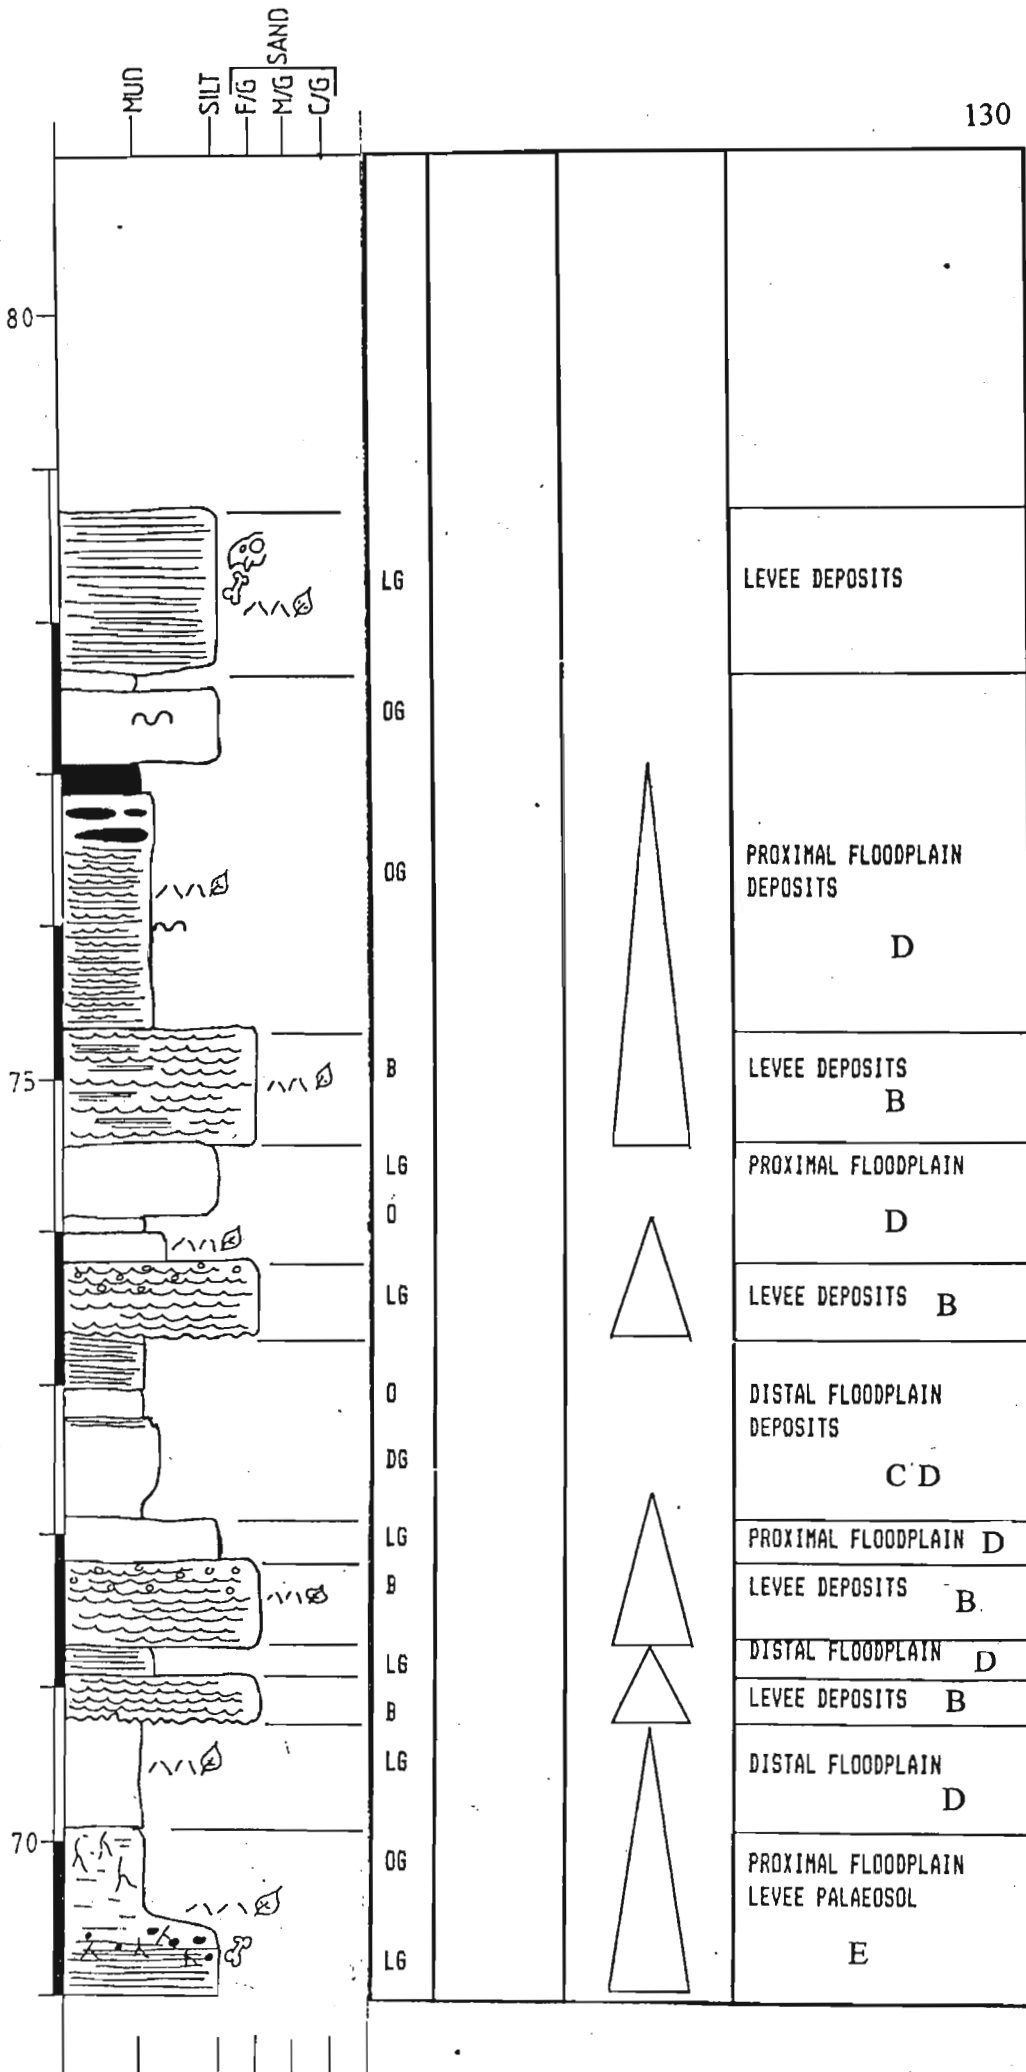 130
MUD
SILT
F/G
M/G
C/G
SAND
80
LG
LEVEE DEPOSITS
OG
OG
PROXIMAL FLOODPLAIN
DEPOSITS
D
75
B
LEVEE DEPOSITS
B
LG
PROXIMAL FLOODPLAIN
O
D
LG
LEVEE DEPOSITS B
O
DISTAL FLOODPLAIN
DEPOSITS
DG
C D
LG
PROXIMAL FLOODPLAIN D
B
LEVEE DEPOSITS B
LG
DISTAL FLOODPLAIN D
B
LEVEE DEPOSITS B
LG
DISTAL FLOODPLAIN
D
70
OG
PROXIMAL FLOODPLAIN
LEVEE PALAEOSOL
LG
E